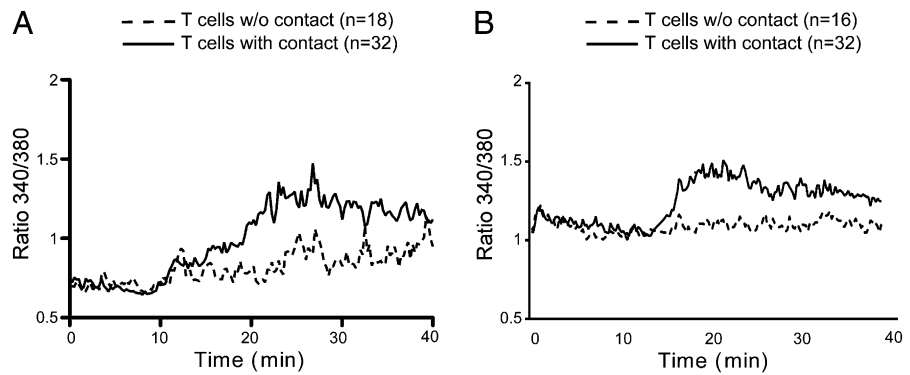 A
T cells w/o contact (n=18)
T cells with contact (n=32)
Ratio 340/380
2
1.5
1
0.5
0
10
20
30
40
Time (min)
B
T cells w/o contact (n=16)
T cells with contact (n=32)
Ratio 340/380
2
1.5
1
0.5
0
10
20
30
40
Time (min)